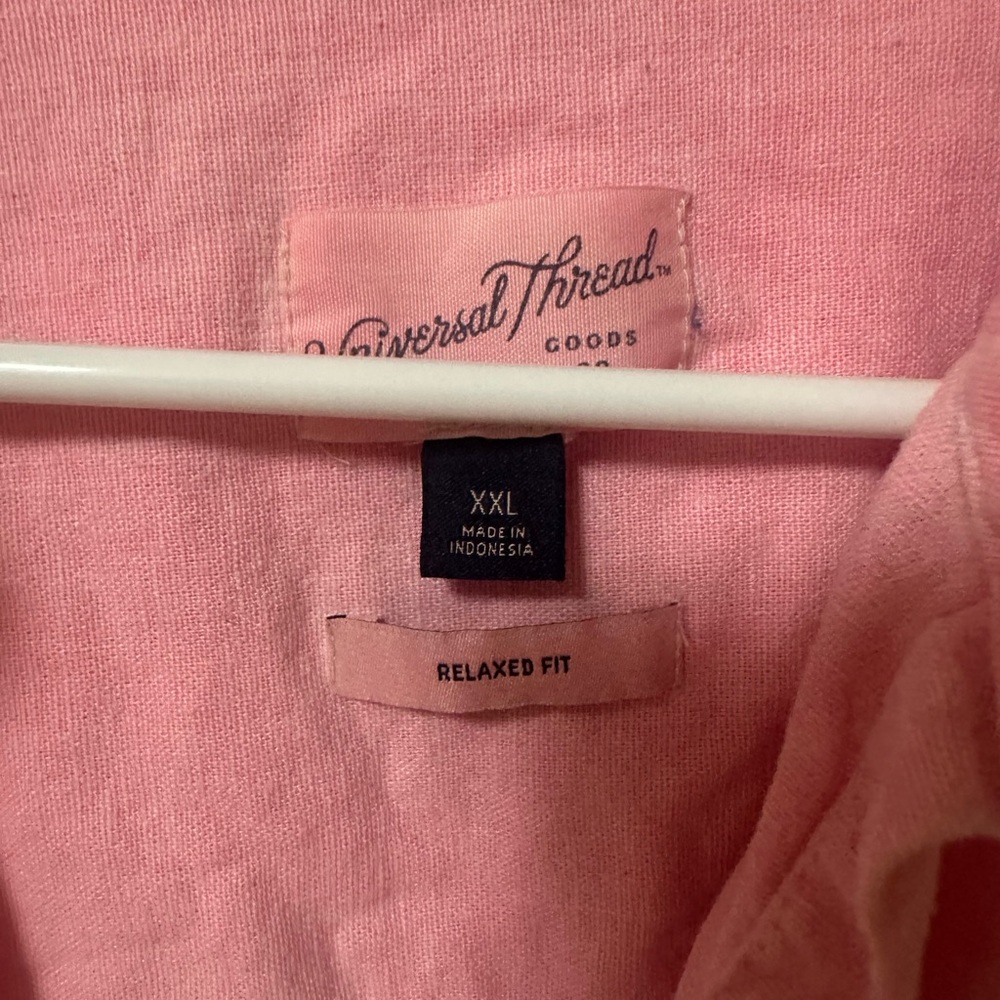 Universal Thread™
GOODS
XXL
MADE IN
INDONESIA
RELAXED FIT